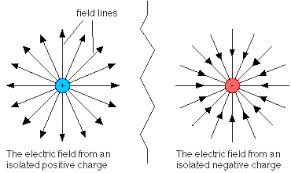 field lines
+
-
The electric field from an
isolated positive charge
The electric field from an
isolated negative charge